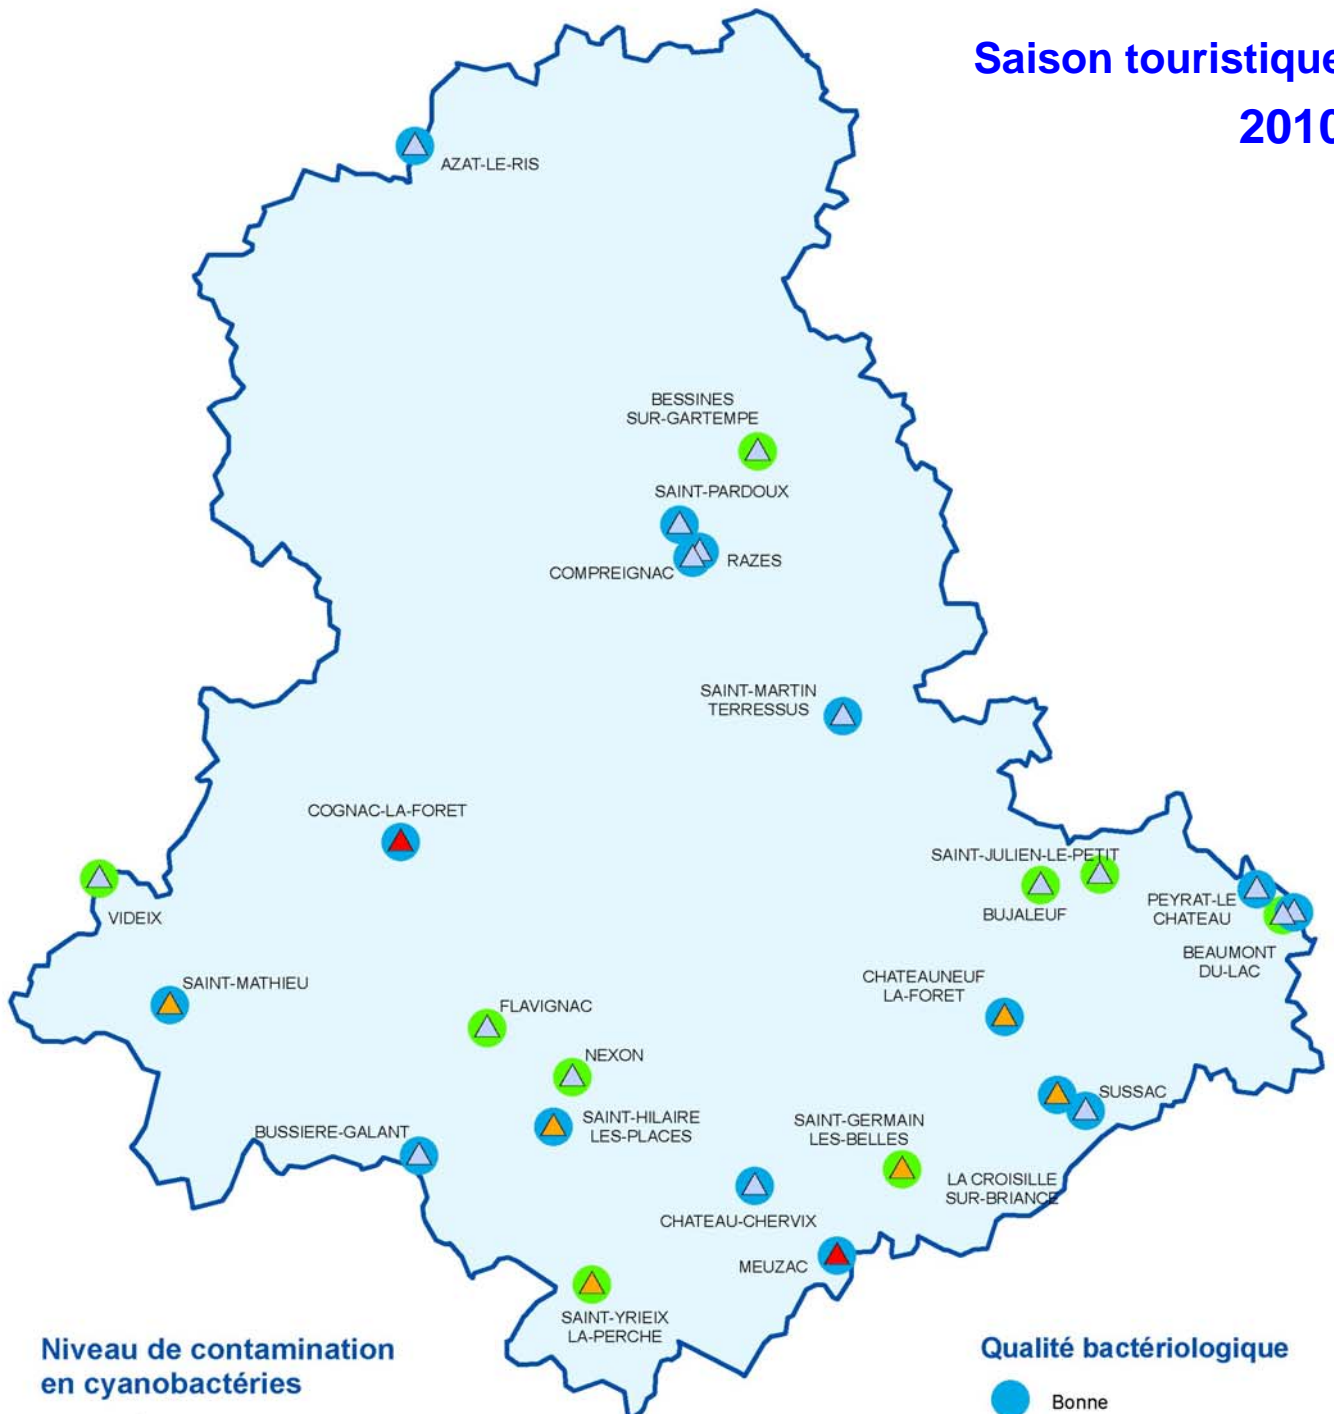 Saison touristique
2010
AZAT-LE-RIS
BESSINES
SUR-GARTEMPE
SAINT-PARDOUX
RAZES
COMPREIGNAC
SAINT-MARTIN
TERRESSUS
COGNAC-LA-FORET
SAINT-JULIEN-LE-PETIT
BUJALEUF
PEYRAT-LE
CHATEAU
BEAUMONT
DU-LAC
VIDEIX
SAINT-MATHIEU
FLAVIGNAC
CHATEAUNEUF
LA-FORET
NEXON
SUSSAC
SAINT-HILAIRE
LES-PLACES
SAINT-GERMAIN
LES-BELLES
BUSSIERE-GALANT
LA CROISILLE
SUR-BRIANCE
CHATEAU-CHERVIX
MEUZAC
SAINT-YRIEIX
LA-PERCHE
Niveau de contamination
en cyanobactéries
Qualité bactériologique
Bonne